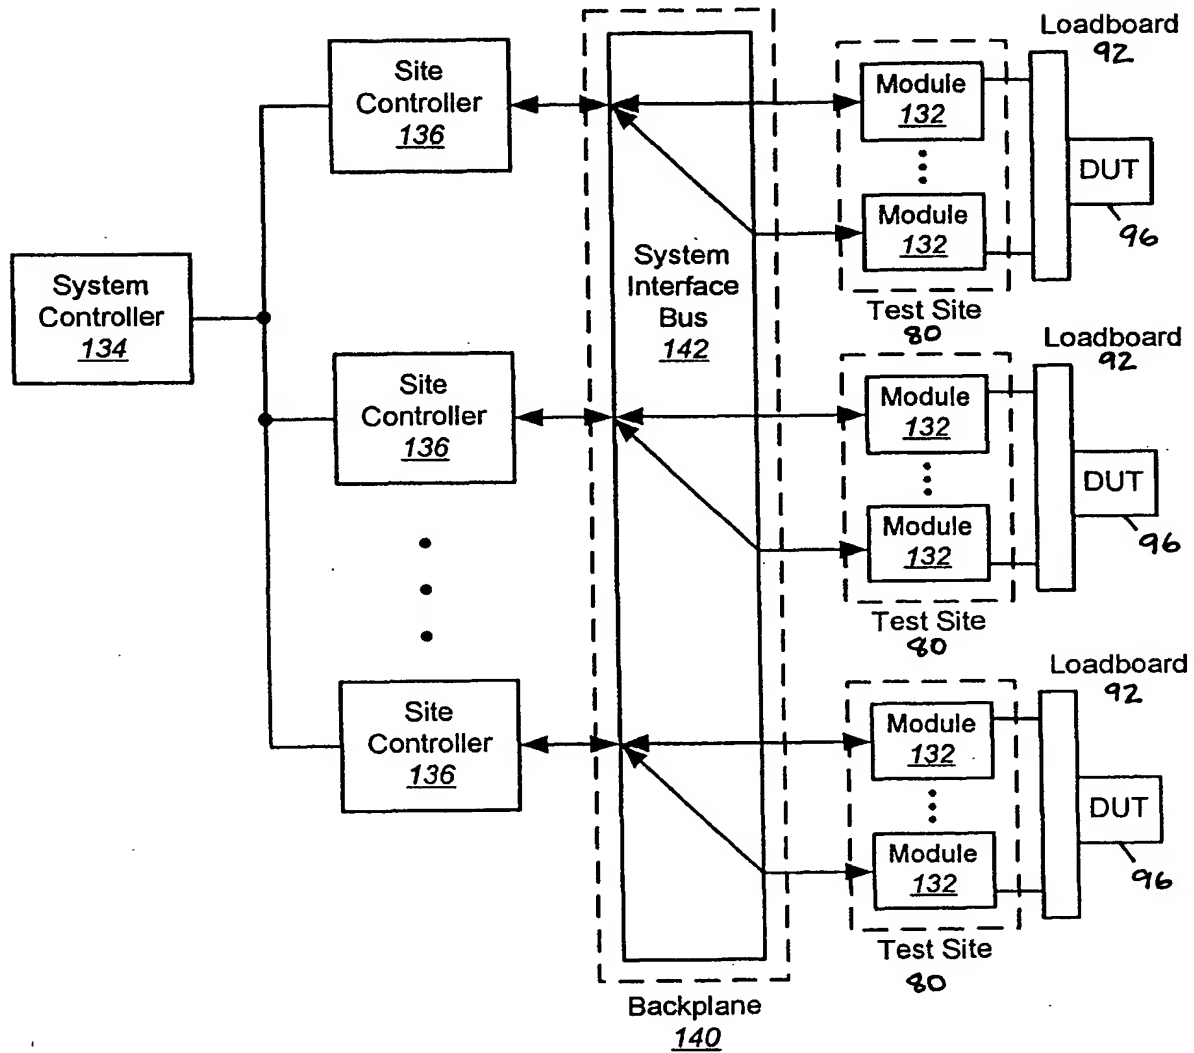 Loadboard
92
Site
Controller
136
Module
132
DUT
96
Module
132
Test Site
80
System
Controller
134
System
Interface
Bus
142
Loadboard
92
Site
Controller
136
Module
132
DUT
96
Module
132
Test Site
80
Loadboard
92
Site
Controller
136
Module
132
DUT
96
Module
132
Test Site
80
Backplane
140